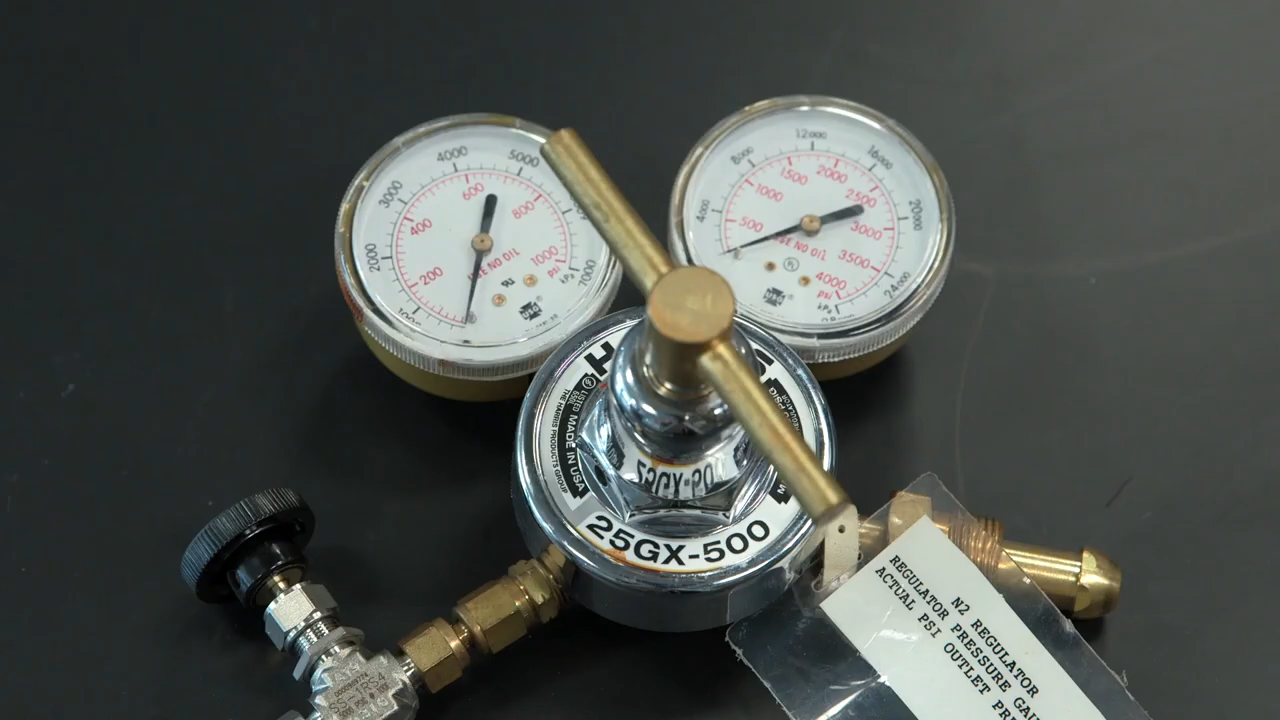 4000
5000
3000
600
800
400
2000
USE NO OIL
1000
200
psi
kPa
7000
12000
8000
16000
1500
2000
1000
2500
4000
20000
500
3000
USE NO OIL
3500
4000
24000
psi
kPa
LISTED
MADE IN USA
THE HARRIS PRODUCTS GROUP
REGULATOR
25GX-500
N2 REGULATOR
REGULATOR PRESSURE
ACTUAL PSI OUTLET